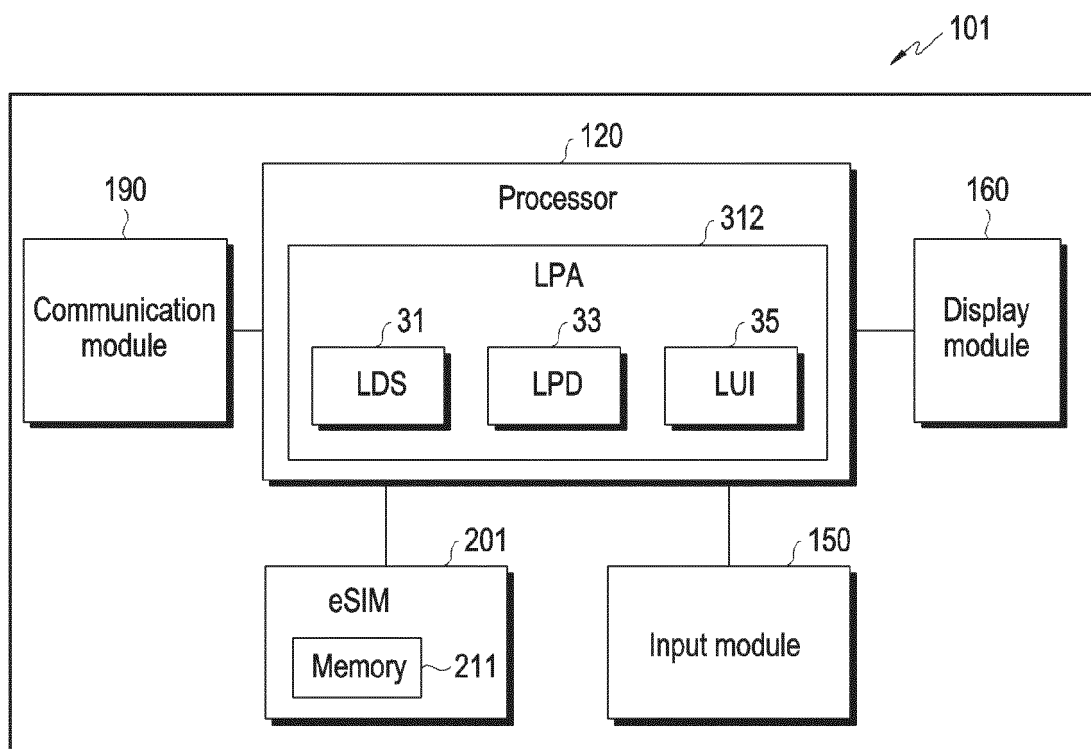 101
120
190
Processor
160
312
LPA
Communication
module
31
33
35
Display
module
LDS
LPD
LUI
201
150
eSIM
Memory
211
Input module